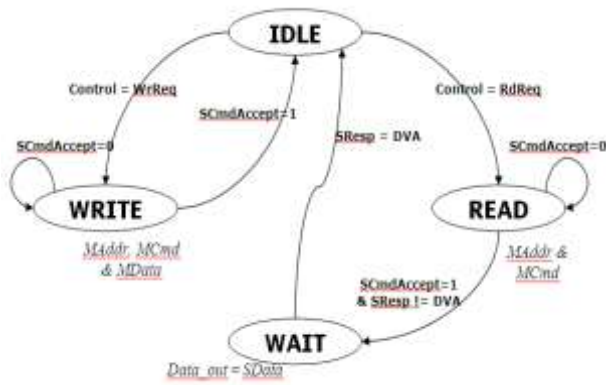 IDLE
Control = WrReq
Control = RdReq
SCmdAccept=1
SResp = DVA
SCmdAccept=0
SCmdAccept=0
WRITE
READ
MAddr, MCmd
& MData
MAddr &
MCmd
SCmdAccept=1
& SResp != DVA
WAIT
Data_out = SData